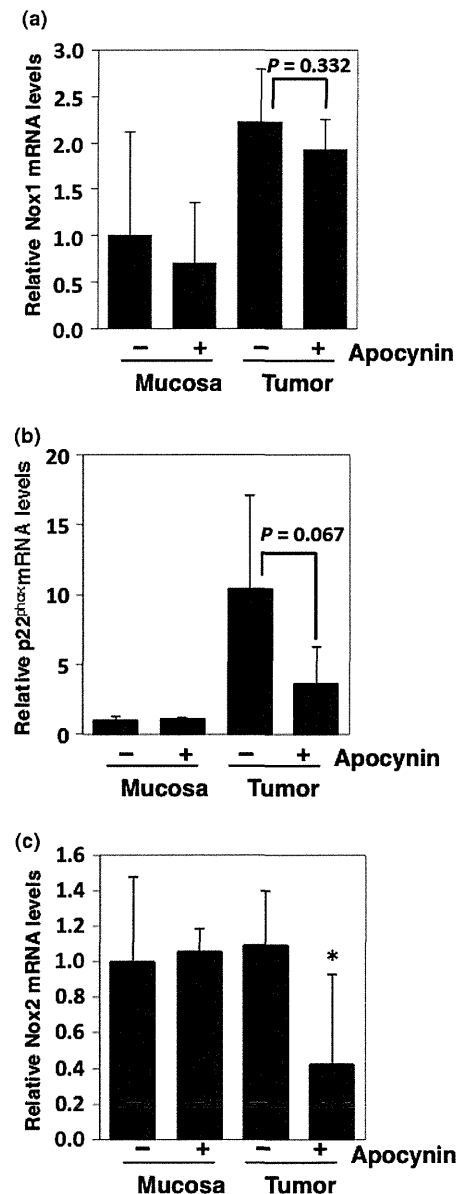 (a)
Relative Nox1 mRNA levels
3.0
2.5
2.0
1.5
1.0
0.5
0.0
P = 0.332
− + − + Apocynin
Mucosa Tumor
(b)
Relative p22phox mRNA levels
20
15
10
5
0
P = 0.067
− + − + Apocynin
Mucosa Tumor
(c)
Relative Nox2 mRNA levels
1.6
1.4
1.2
1.0
0.8
0.6
0.4
0.2
0.0
*
− + − + Apocynin
Mucosa Tumor